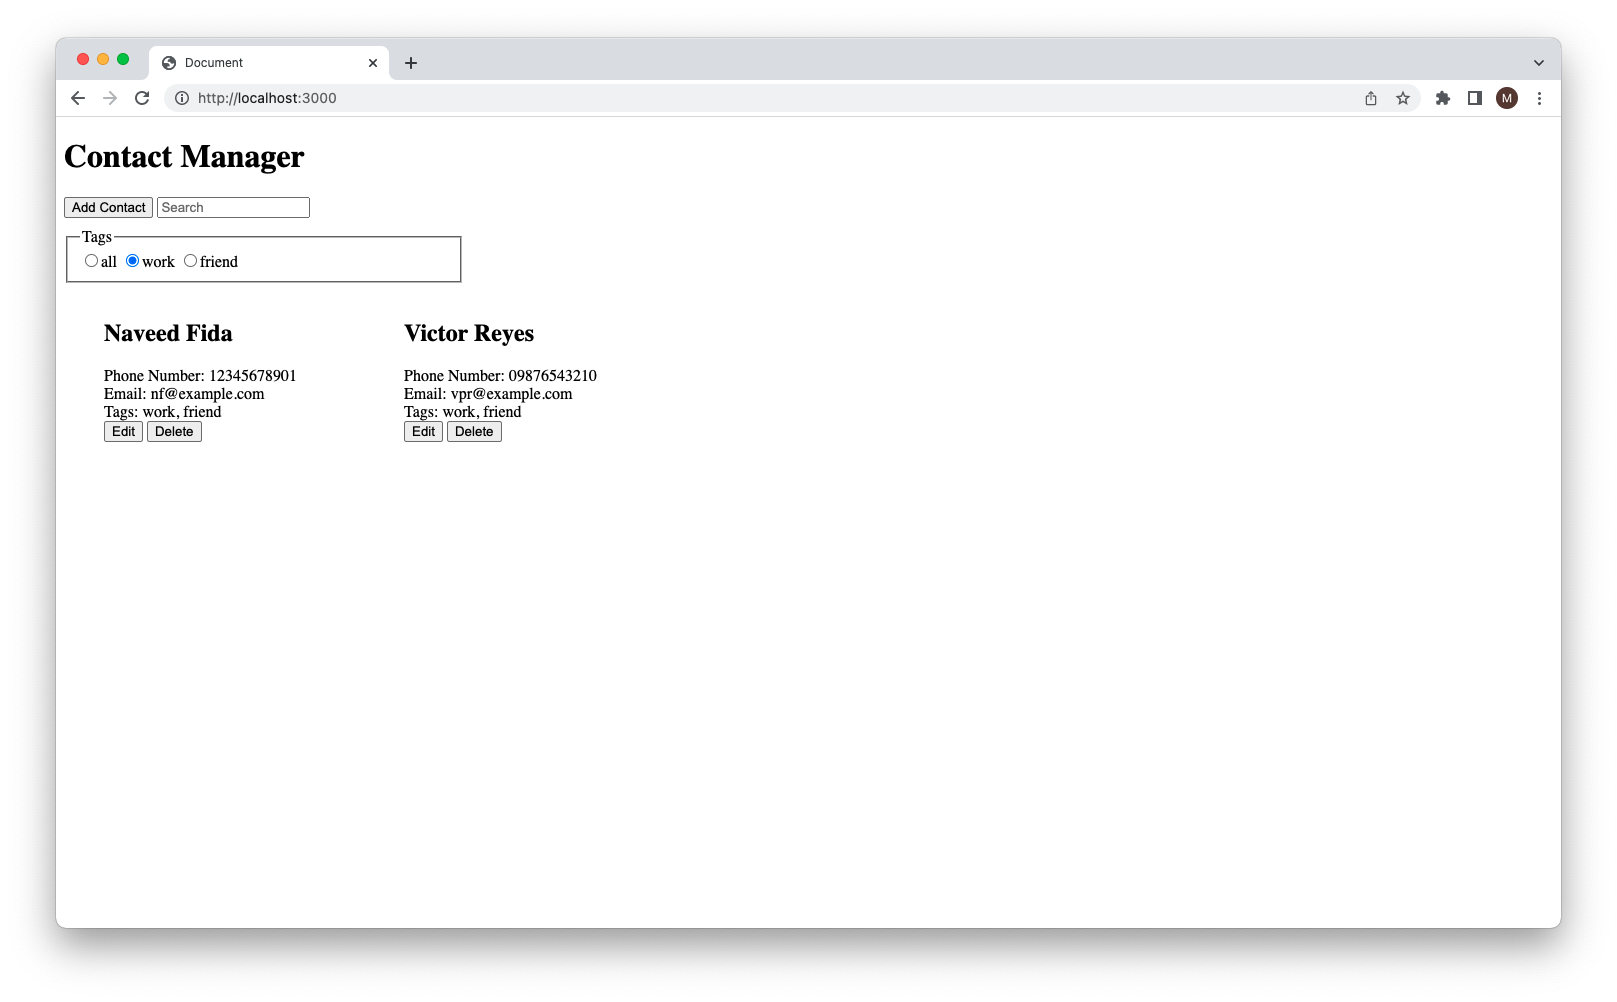 Document
http://localhost:3000
M
Contact Manager
Add Contact Search
Tags
all work friend
Naveed Fida
Phone Number: 12345678901
Email: nf@example.com
Tags: work, friend
Edit Delete
Victor Reyes
Phone Number: 09876543210
Email: vpr@example.com
Tags: work, friend
Edit Delete